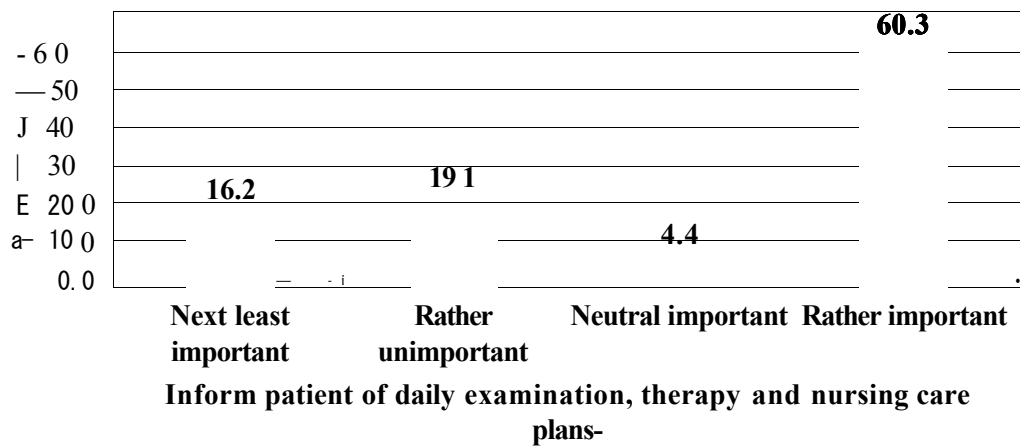 60.3
- 6 0
— 50
J 40
| 30
16.2
19 1
E 20 0
4.4
a- 10 0
0. 0
Next least important
Rather unimportant
Neutral important
Rather important
Inform patient of daily examination, therapy and nursing care
plans-